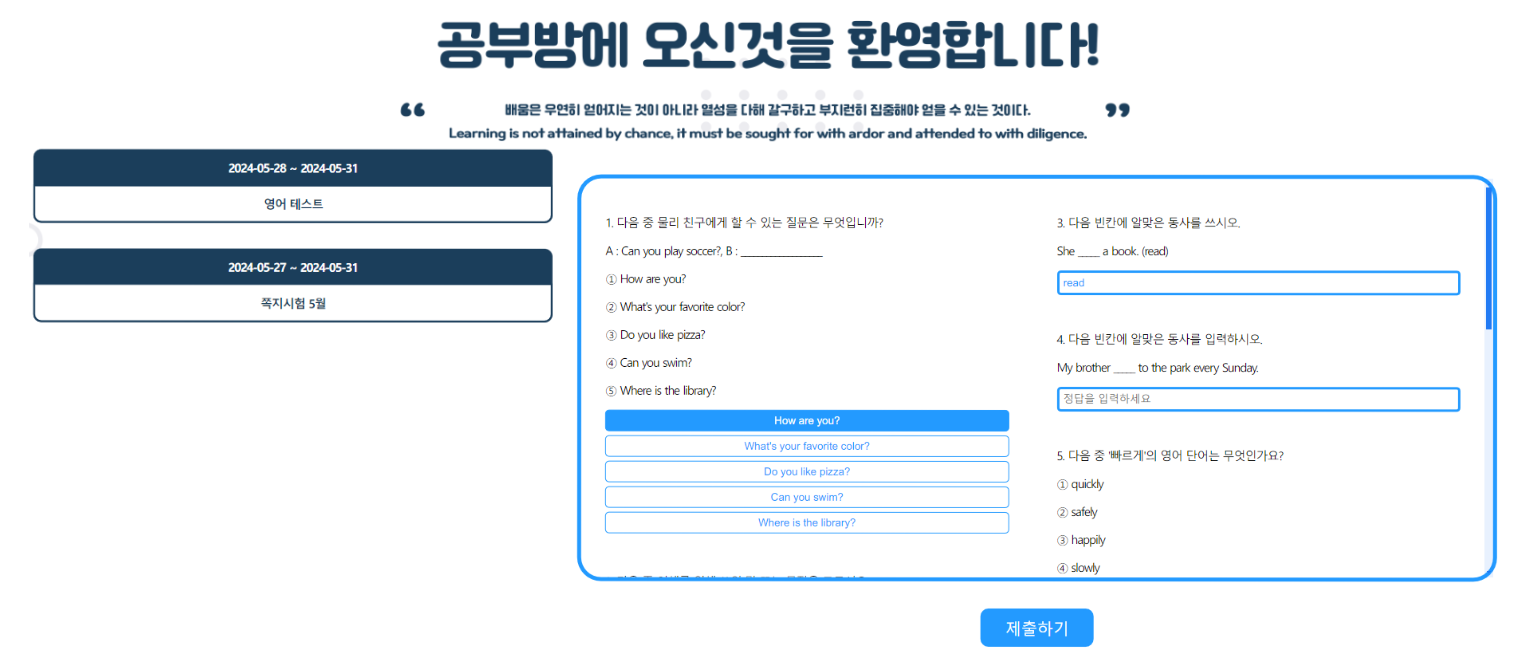 공부방에 오신것을 환영합니다!
“ 배움은 우연히 얻어지는 것이 아니라 열성을 다해 갈구하고 부지런히 집중해야 얻을 수 있는 것이다. ”
Learning is not attained by chance, it must be sought for with ardor and attended to with diligence.
2024-05-28 ~ 2024-05-31
영어 테스트
2024-05-27 ~ 2024-05-31
쪽지시험 5월
1. 다음 중 물리 친구에게 할 수 있는 질문은 무엇입니까?
A : Can you play soccer?, B : _________________
① How are you?
② What's your favorite color?
③ Do you like pizza?
④ Can you swim?
⑤ Where is the library?
How are you?
What's your favorite color?
Do you like pizza?
Can you swim?
Where is the library?
3. 다음 빈칸에 알맞은 동사를 쓰시오.
She ____ a book. (read)
read
4. 다음 빈칸에 알맞은 동사를 입력하시오.
My brother ____ to the park every Sunday.
정답을 입력하세요
5. 다음 중 '빠르게'의 영어 단어는 무엇인가요?
① quickly
② safely
③ happily
④ slowly
제출하기